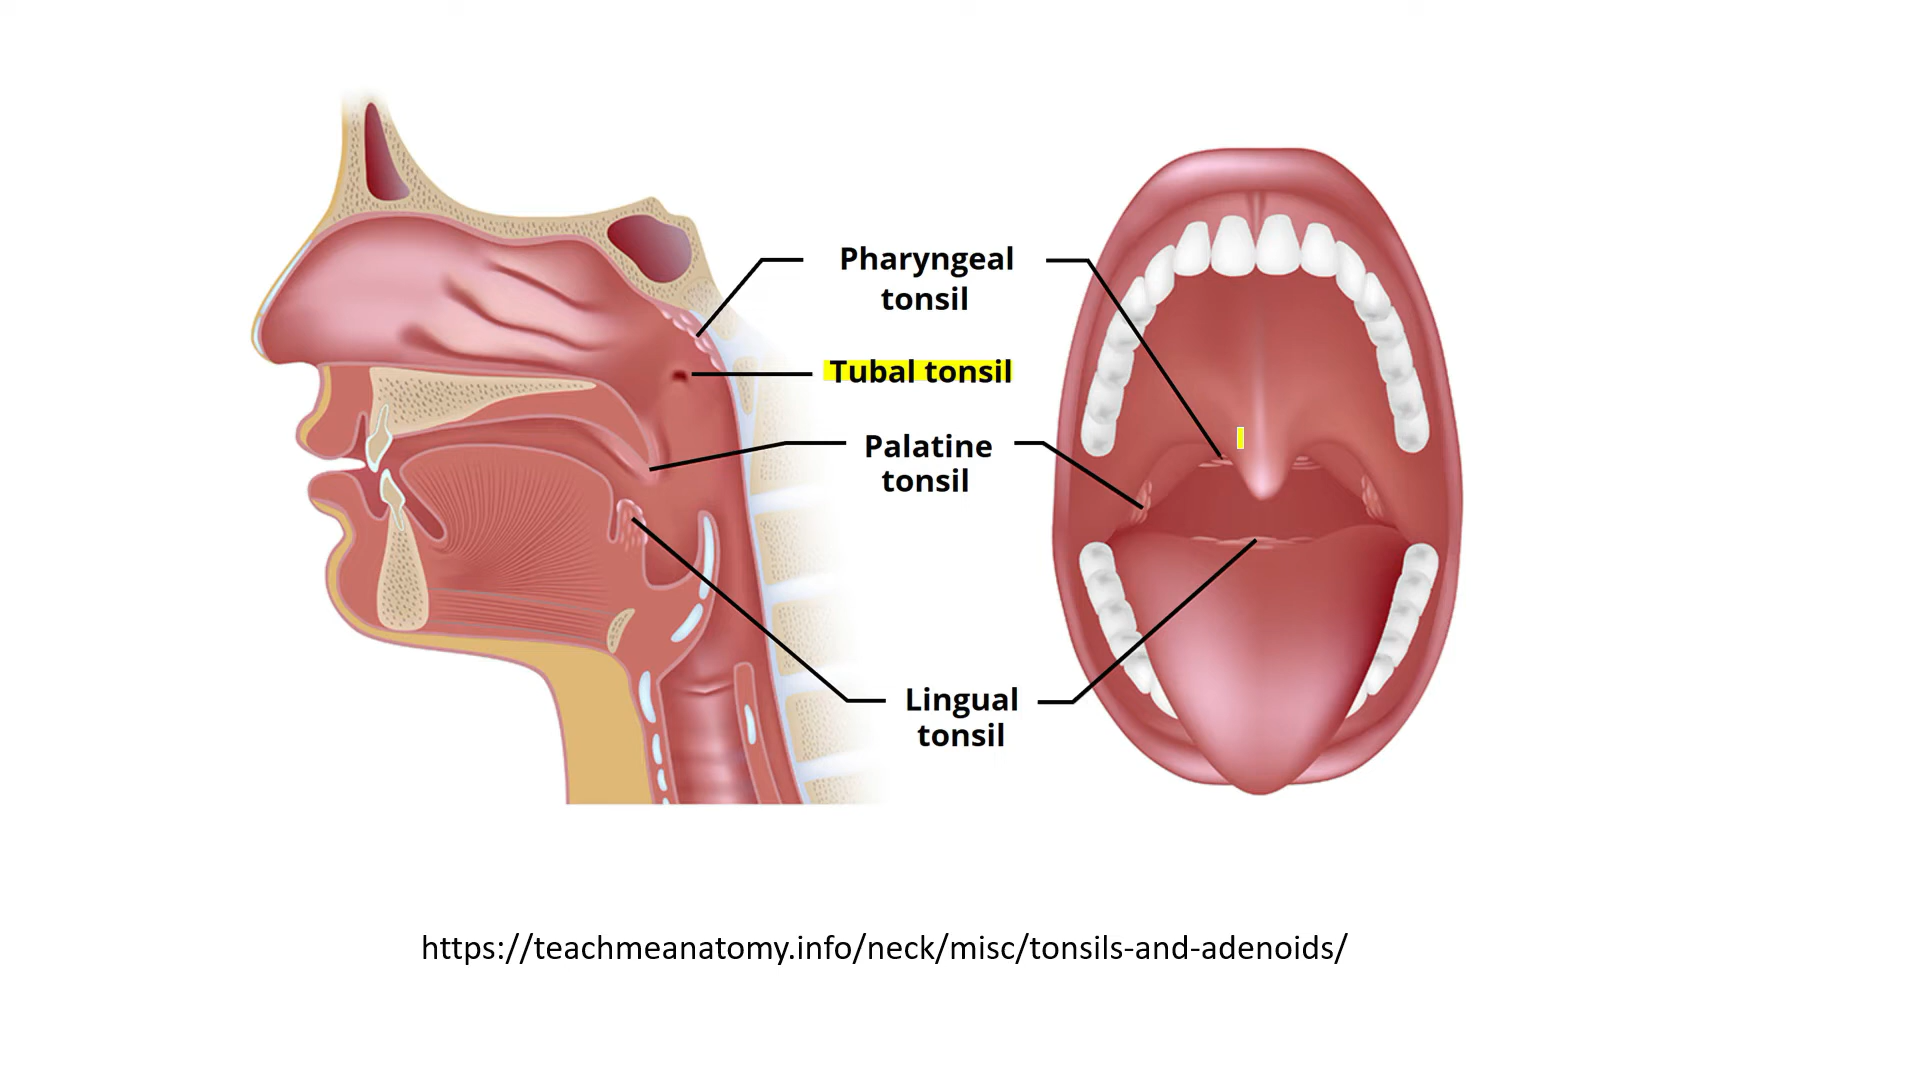 Pharyngeal
tonsil
Tubal tonsil
Palatine
tonsil
Lingual
tonsil
https://teachmeanatomy.info/neck/misc/tonsils-and-adenoids/